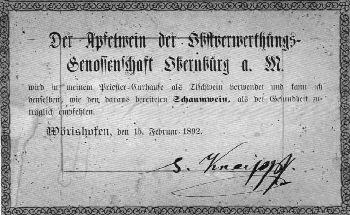 Der Apfelwein der Obstverwerthungs-
Genossenschaft Obernburg a. M.
wird in meinem Priester-Curhause als Tischwein verwendet und kann ich
denselben, wie den daraus bereiteten Schaumwein, als der Gesundheit zu-
träglich empfehlen.
Wörishofen, den 15. Februar 1892.
S. Kneipp